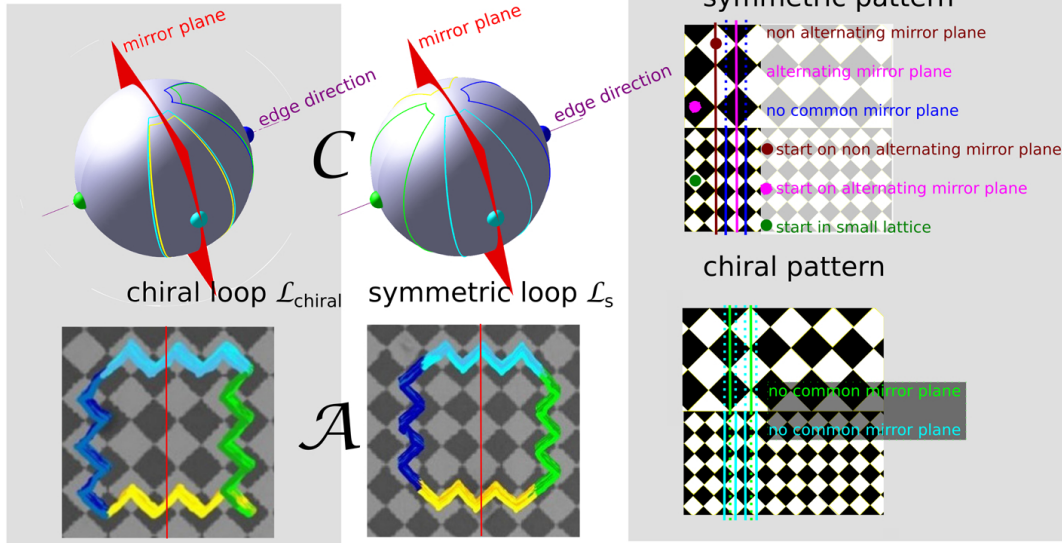 mirror plane
edge direction
C
mirror plane
edge direction
chiral loop ℒchiral
symmetric loop ℒs
𝒜
symmetric pattern
non alternating mirror plane
alternating mirror plane
no common mirror plane
start on non alternating mirror plane
start on alternating mirror plane
start in small lattice
chiral pattern
no common mirror plane
no common mirror plane